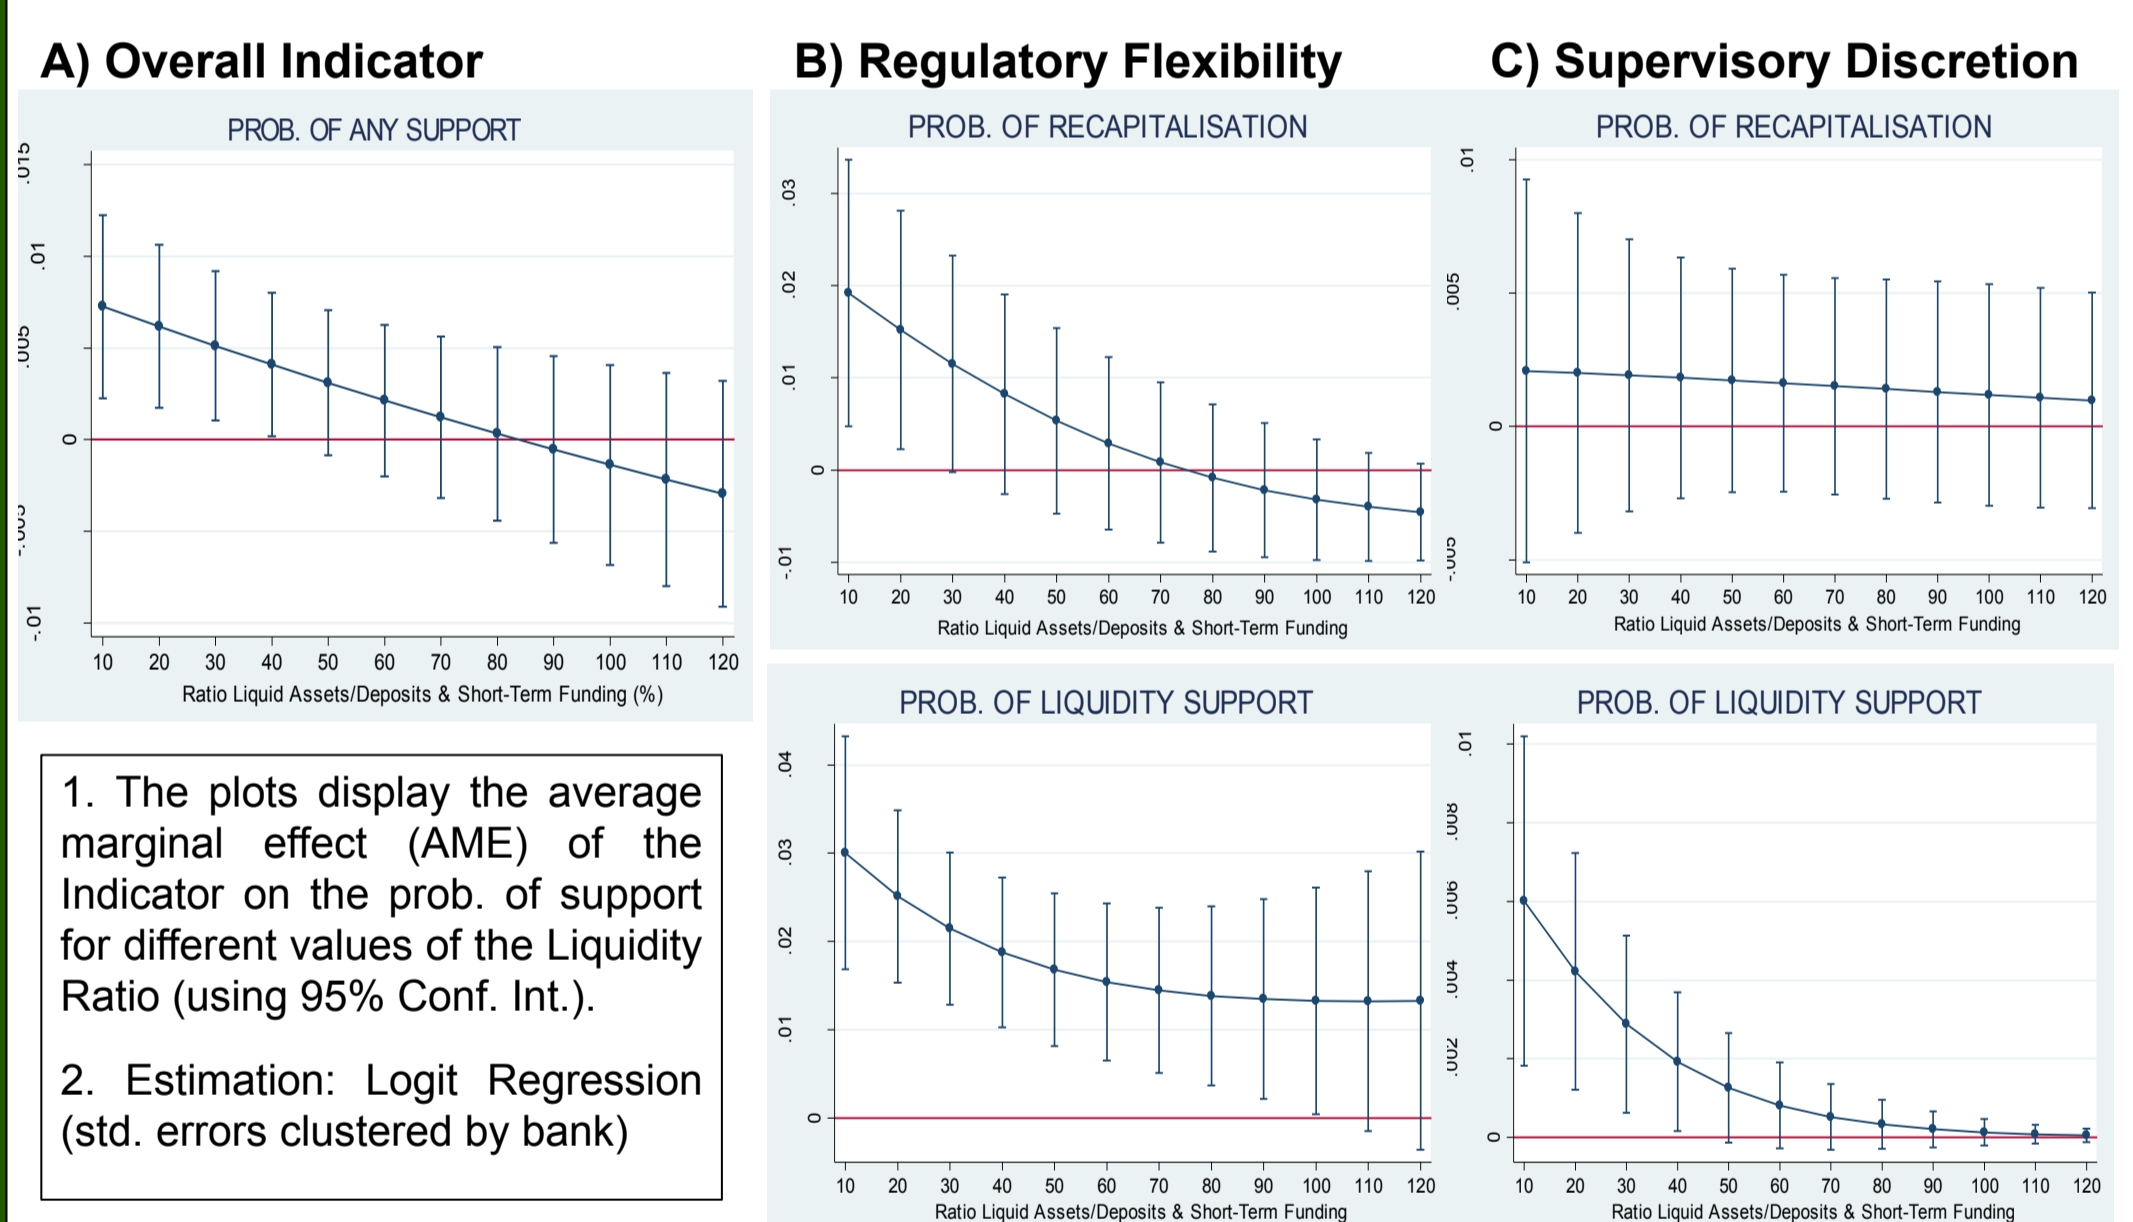 A) Overall Indicator
PROB. OF ANY SUPPORT
.015
.01
.005
0
-.005
-.01
10 20 30 40 50 60 70 80 90 100 110 120
Ratio Liquid Assets/Deposits & Short-Term Funding (%)
1. The plots display the average
marginal effect (AME) of the
Indicator on the prob. of support
for different values of the Liquidity
Ratio (using 95% Conf. Int.).
2. Estimation: Logit Regression
(std. errors clustered by bank)
B) Regulatory Flexibility
PROB. OF RECAPITALISATION
.03
.02
.01
0
-.01
10 20 30 40 50 60 70 80 90 100 110 120
Ratio Liquid Assets/Deposits & Short-Term Funding
PROB. OF LIQUIDITY SUPPORT
.04
.03
.02
.01
0
10 20 30 40 50 60 70 80 90 100 110 120
Ratio Liquid Assets/Deposits & Short-Term Funding
C) Supervisory Discretion
PROB. OF RECAPITALISATION
.01
.005
0
-.005
10 20 30 40 50 60 70 80 90 100 110 120
Ratio Liquid Assets/Deposits & Short-Term Funding
PROB. OF LIQUIDITY SUPPORT
.01
.008
.006
.004
.002
0
10 20 30 40 50 60 70 80 90 100 110 120
Ratio Liquid Assets/Deposits & Short-Term Funding